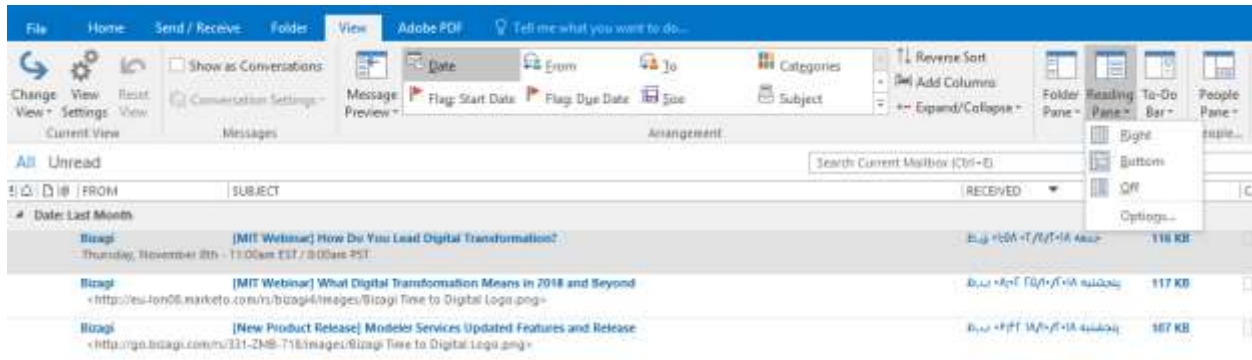 File Home Send / Receive Folder View Adobe PDF Tell me what you want to do...
Change View View Settings Reset View
Current View
Show as Conversations
Conversation Settings
Messages
Message Preview
Date From To Categories
Flag: Start Date Flag: Due Date Size Subject
Arrangement
Reverse Sort
Add Columns
Expand/Collapse
Folder Pane Reading Pane To-Do Bar People Pane
Right
Bottom
Off
Options...
All Unread
Search Current Mailbox (Ctrl+E)
FROM SUBJECT RECEIVED
Date: Last Month
Bizagi [MIT Webinar] How Do You Lead Digital Transformation? 116 KB
Thursday, November 8th - 11:00am EST / 8:00am PST
Bizagi [MIT Webinar] What Digital Transformation Means in 2018 and Beyond پنجشنبه 117 KB
<http://eu-lon06.marketo.com/rs/bizagi4/images/Bizagi Time to Digital Logo.png>
Bizagi [New Product Release] Modeler Services Updated Features and Release پنجشنبه 107 KB
<http://go.bizagi.com/rs/331-ZMB-718/images/Bizagi Time to Digital Logo.png>